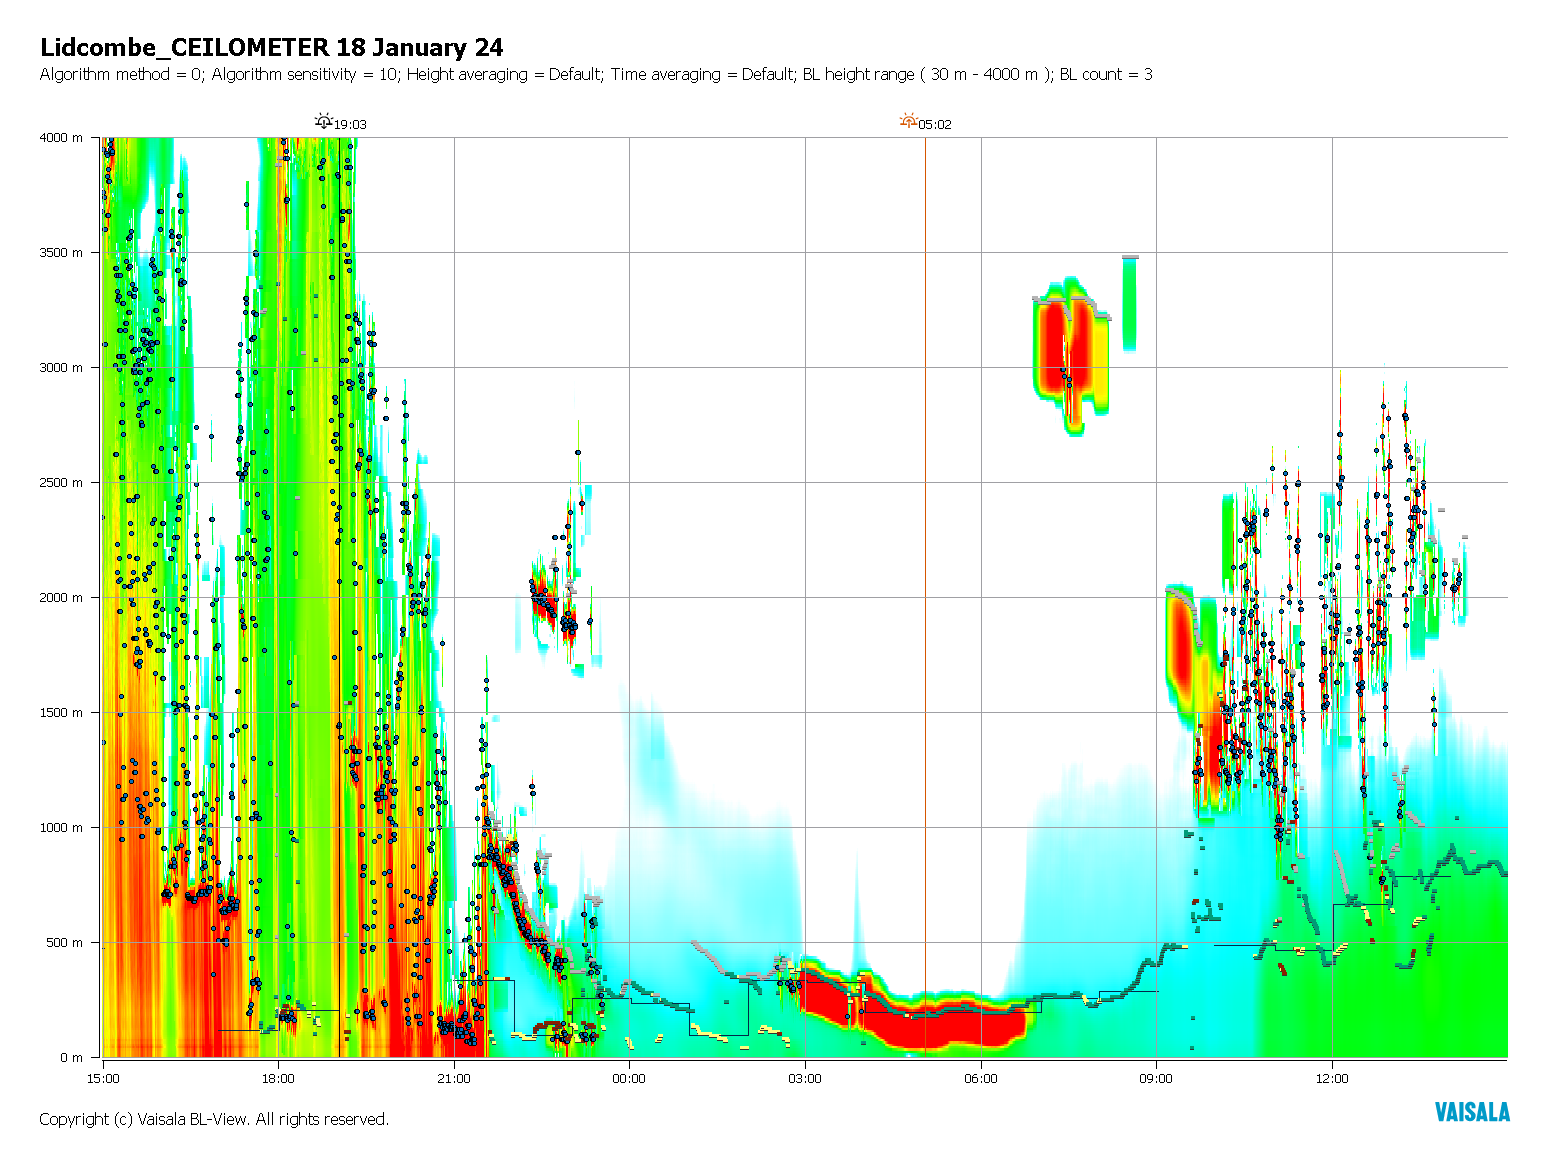 Lidcombe_CEILOMETER 18 January 24
Algorithm method = 0; Algorithm sensitivity = 10; Height averaging = Default; Time averaging = Default; BL height range ( 30 m - 4000 m ); BL count = 3
19:03 05:02
4000 m
3500 m
3000 m
2500 m
2000 m
1500 m
1000 m
500 m
0 m
15:00 18:00 21:00 00:00 03:00 06:00 09:00 12:00
Copyright (c) Vaisala BL-View. All rights reserved.
VAISALA